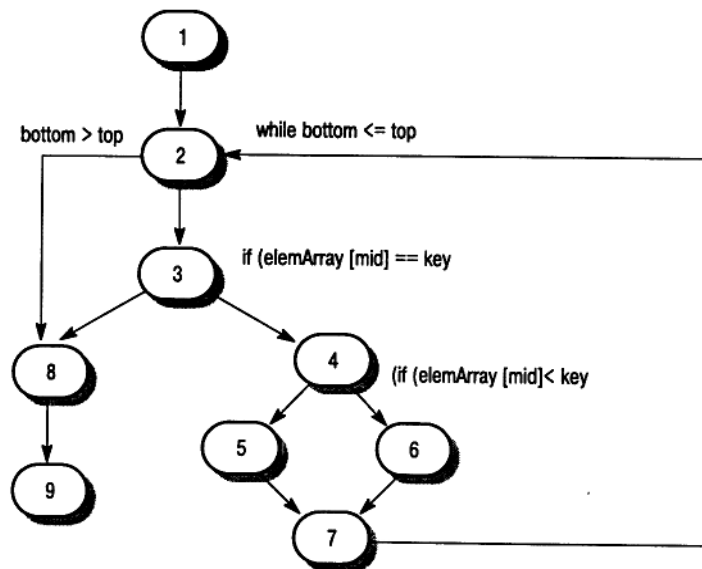 1
bottom > top
while bottom <= top
2
if (elemArray [mid] == key
3
4
(if (elemArray [mid]< key
8
5
6
9
7